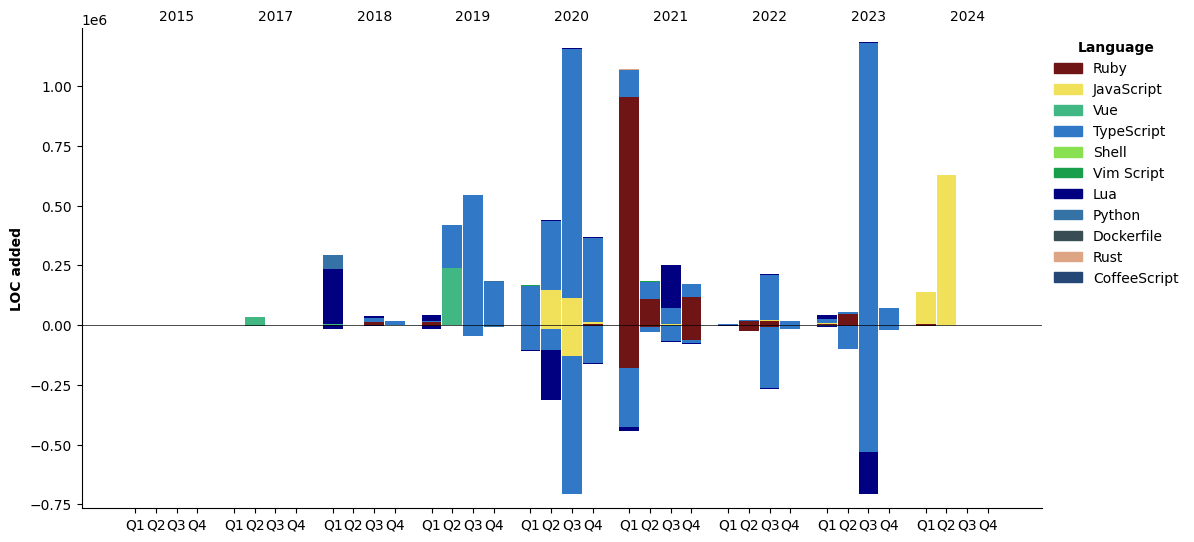 1e6
2015 2016 2017 2018 2019 2020 2021 2022 2023 2024
LOC added
1.00
0.75
0.50
0.25
0.00
−0.25
−0.50
−0.75
Q1 Q2 Q3 Q4 Q1 Q2 Q3 Q4 Q1 Q2 Q3 Q4 Q1 Q2 Q3 Q4 Q1 Q2 Q3 Q4 Q1 Q2 Q3 Q4 Q1 Q2 Q3 Q4 Q1 Q2 Q3 Q4 Q1 Q2 Q3 Q4
Language
Ruby
JavaScript
Vue
TypeScript
Shell
Vim Script
Lua
Python
Dockerfile
Rust
CoffeeScript